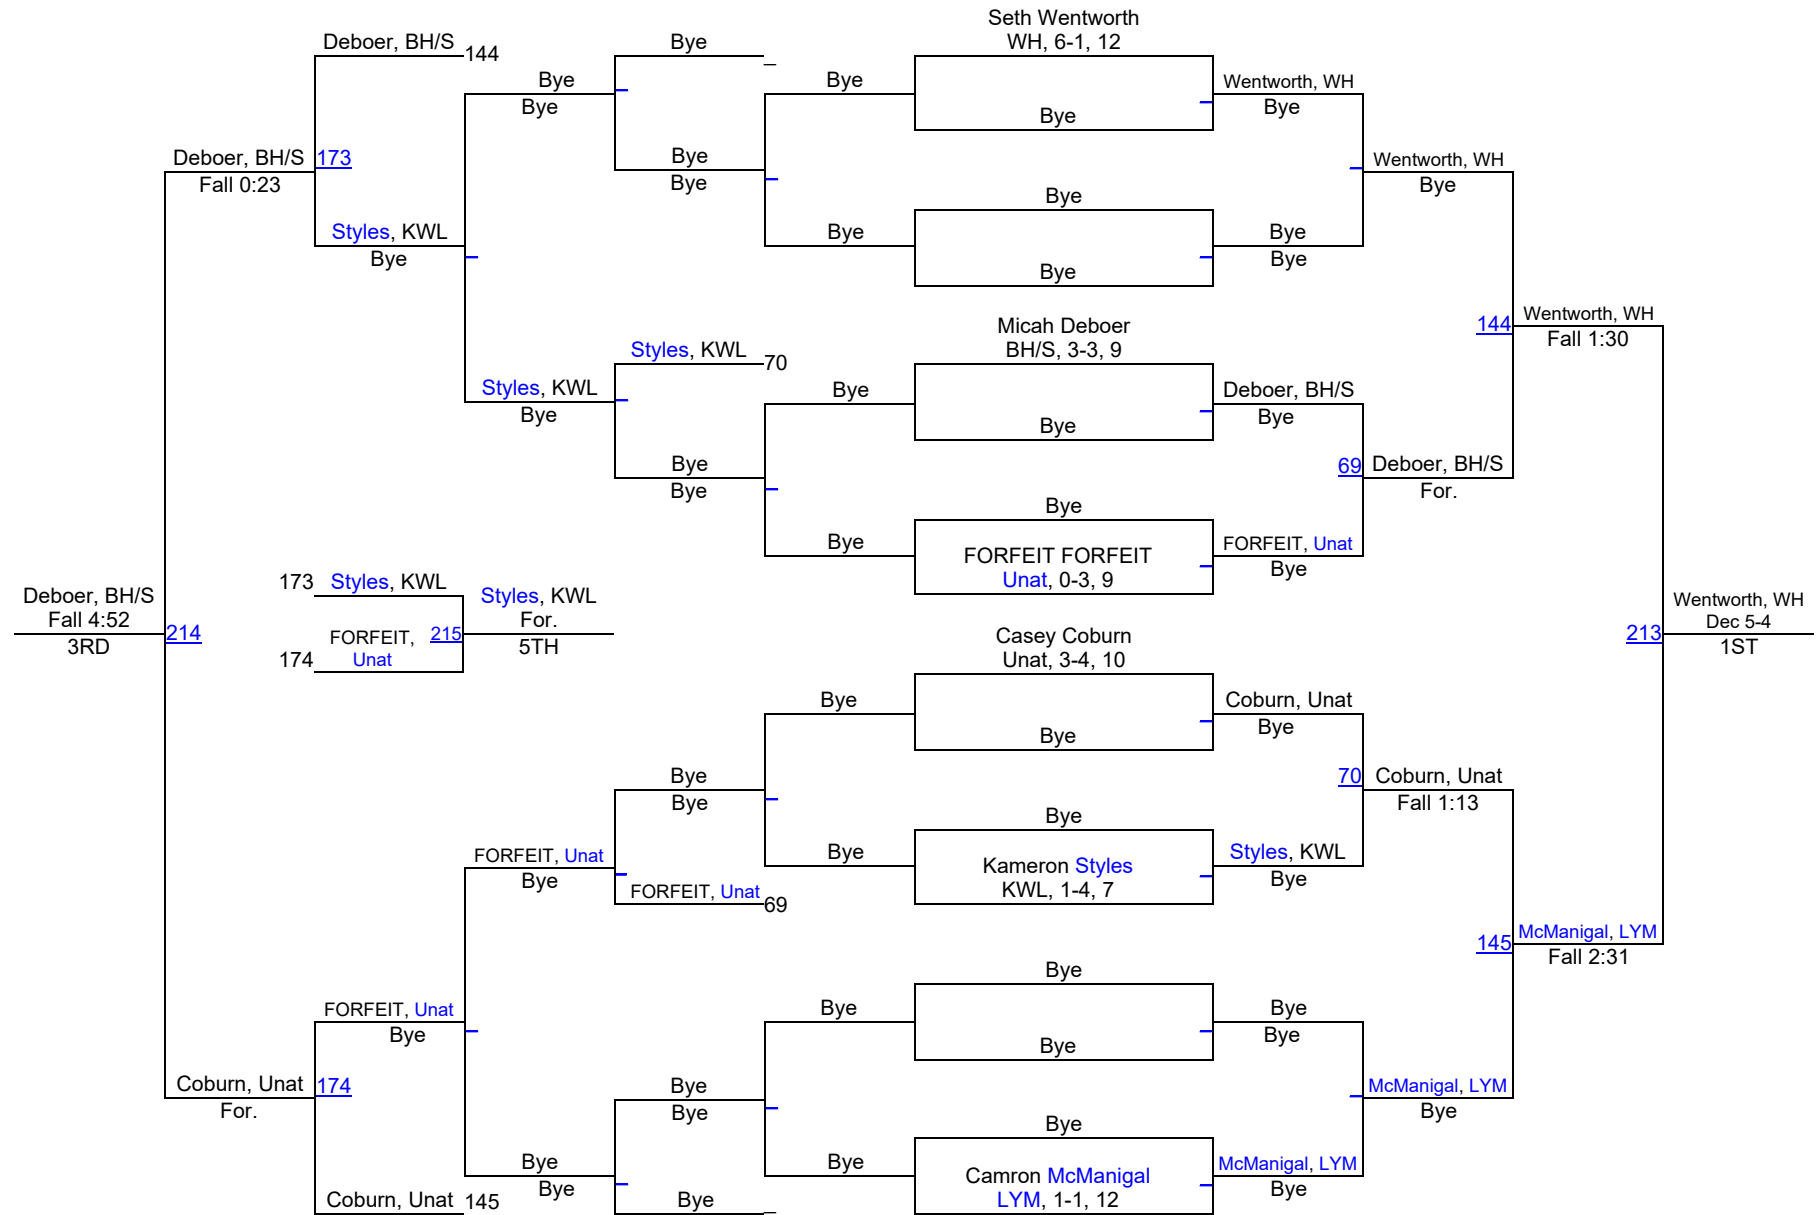 Seth Wentworth
WH, 6-1, 12
Deboer, BH/S
144
Bye
_
Bye
Bye
Bye
Wentworth, WH
Bye
Bye
Bye
Bye
Deboer, BH/S
Fall 0:23
173
Wentworth, WH
Bye
Bye
Styles, KWL
Bye
Bye
Bye
Bye
Bye
Bye
Micah Deboer
BH/S, 3-3, 9
144
Wentworth, WH
Fall 1:30
Styles, KWL
70
Styles, KWL
Bye
Bye
Bye
Deboer, BH/S
Bye
Bye
Bye
69
Deboer, BH/S
For.
Bye
Bye
FORFEIT FORFEIT
Unat, 0-3, 9
FORFEIT, Unat
Bye
173
Styles, KWL
Styles, KWL
For.
5TH
Deboer, BH/S
Fall 4:52
3RD
214
FORFEIT,
Unat
215
174
Wentworth, WH
Dec 5-4
1ST
213
Casey Coburn
Unat, 3-4, 10
Bye
Bye
Coburn, Unat
Bye
Bye
Bye
70
Coburn, Unat
Fall 1:13
Bye
FORFEIT, Unat
Bye
FORFEIT, Unat
69
Bye
Kameron Styles
KWL, 1-4, 7
Styles, KWL
Bye
145
McManigal, LYM
Fall 2:31
Bye
FORFEIT, Unat
Bye
Bye
Bye
Bye
Bye
Coburn, Unat
For.
174
Bye
Bye
McManigal, LYM
Bye
Bye
Bye
Bye
Bye
Camron McManigal
LYM, 1-1, 12
McManigal, LYM
Bye
Coburn, Unat
145
Bye
_